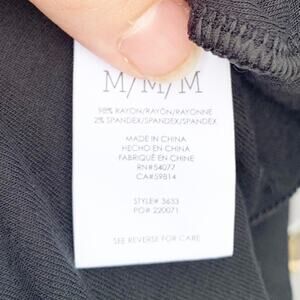 M/M/M
98% RAYON/RAYÓN/RAYONNE
2% SPANDEX/SPANDEX/SPANDEX
MADE IN CHINA
HECHO EN CHINA
FABRIQUÉ EN CHINE
RN#54077
CA#59814
STYLE# 3653
PO# 220071
SEE REVERSE FOR CARE